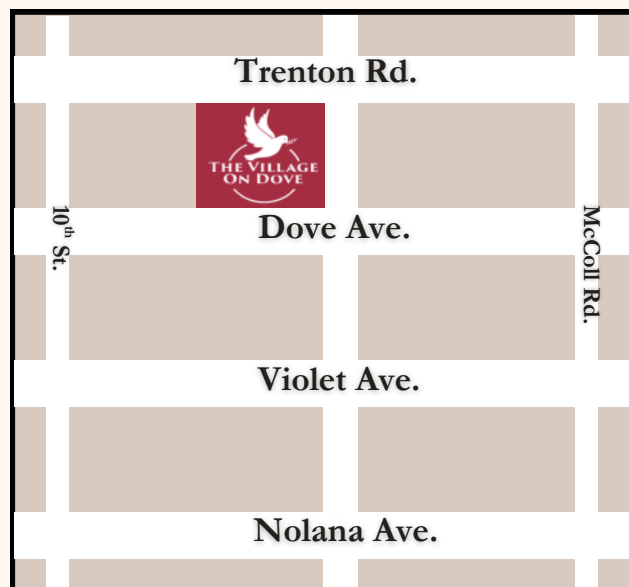 Trenton Rd.
THE VILLAGE
ON DOVE
Dove Ave.
10th St.
McColl Rd.
Violet Ave.
Nolana Ave.